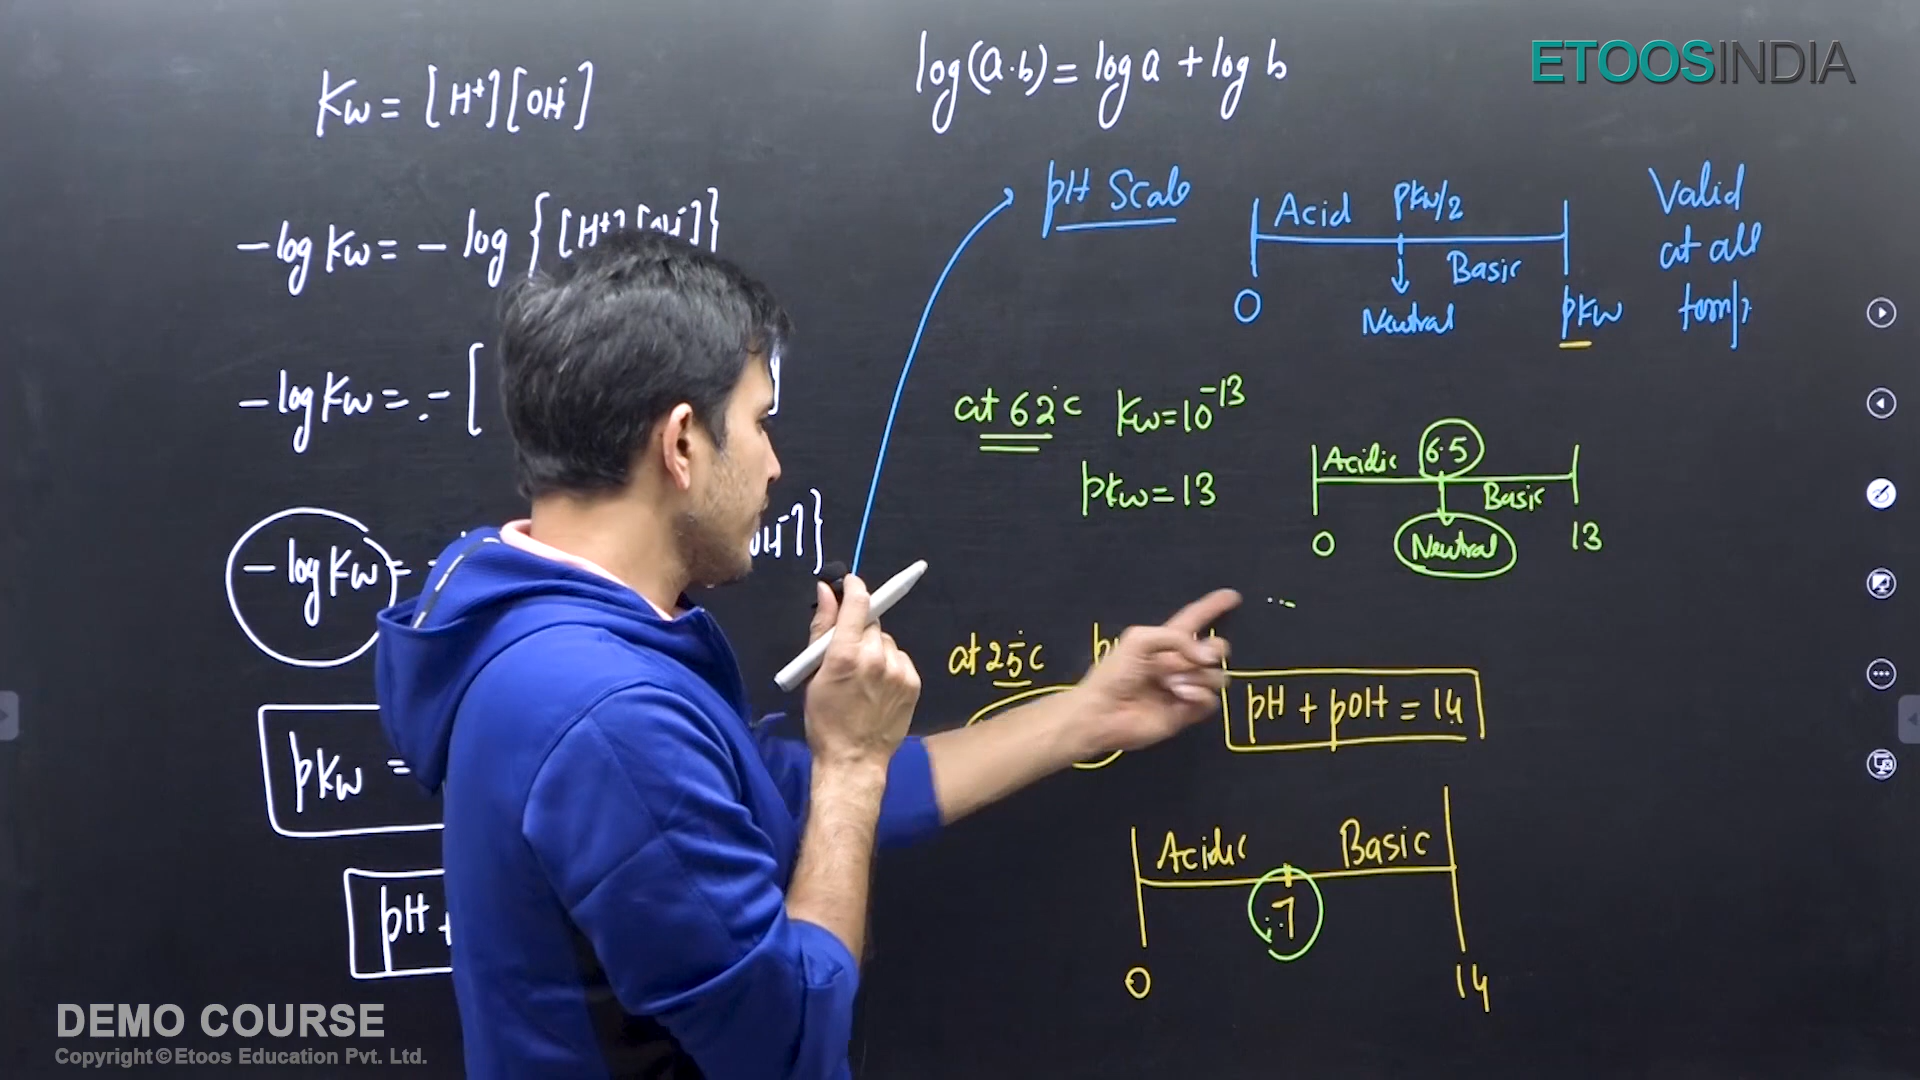 Kw = [H+][OH-]
log(a.b) = log a + log b
ETOOSINDIA
-log Kw = - log {[H+][OH-]}
pH Scale
Acid pKw/2
Basic
0 Neutral pKw
Valid
at all
temp.
-log Kw = - [
at 62°C Kw = 10^-13
pKw = 13
Acidic 6.5
Basic
0 Neutral 13
-log Kw = - OH-]}
at 25°C
pH + pOH = 14
pKw =
Acidic Basic
7
0 14
pH +
DEMO COURSE
Copyright © Etoos Education Pvt. Ltd.